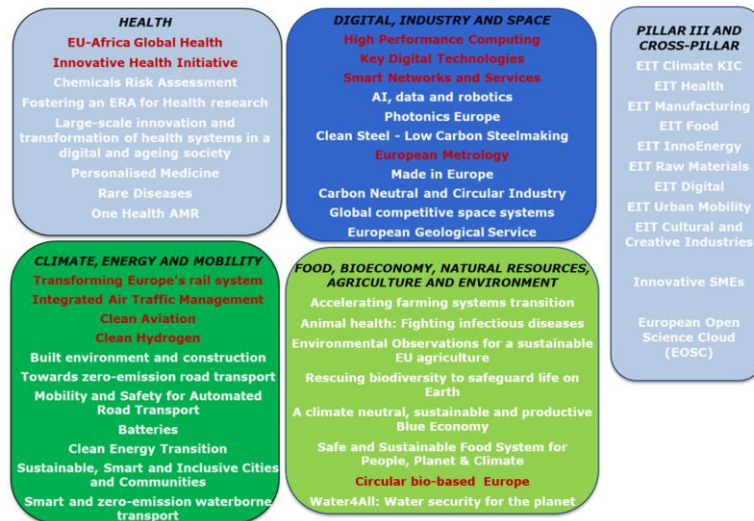 HEALTH
EU-Africa Global Health
Innovative Health Initiative
Chemicals Risk Assessment
Fostering an ERA for Health research
Large-scale innovation and
transformation of health systems in a
digital and ageing society
Personalised Medicine
Rare Diseases
One Health AMR
DIGITAL, INDUSTRY AND SPACE
High Performance Computing
Key Digital Technologies
Smart Networks and Services
AI, data and robotics
Photonics Europe
Clean Steel - Low Carbon Steelmaking
European Metrology
Made in Europe
Carbon Neutral and Circular Industry
Global competitive space systems
European Geological Service
PILLAR III AND
CROSS-PILLAR
EIT Climate KIC
EIT Health
EIT Manufacturing
EIT Food
EIT InnoEnergy
EIT Raw Materials
EIT Digital
EIT Urban Mobility
EIT Cultural and
Creative Industries
Innovative SMEs
European Open
Science Cloud
(EOSC)
CLIMATE, ENERGY AND MOBILITY
Transforming Europe's rail system
Integrated Air Traffic Management
Clean Aviation
Clean Hydrogen
Built environment and construction
Towards zero-emission road transport
Mobility and Safety for Automated
Road Transport
Batteries
Clean Energy Transition
Sustainable, Smart and Inclusive Cities
and Communities
Smart and zero-emission waterborne
transport
FOOD, BIOECONOMY, NATURAL RESOURCES,
AGRICULTURE AND ENVIRONMENT
Accelerating farming systems transition
Animal health: Fighting infectious diseases
Environmental Observations for a sustainable
EU agriculture
Rescuing biodiversity to safeguard life on
Earth
A climate neutral, sustainable and productive
Blue Economy
Safe and Sustainable Food System for
People, Planet & Climate
Circular bio-based Europe
Water4All: Water security for the planet